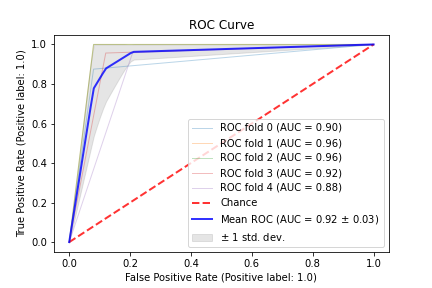 ROC Curve
True Positive Rate (Positive label: 1.0)
1.0
0.8
0.6
0.4
0.2
0.0
ROC fold 0 (AUC = 0.90)
ROC fold 1 (AUC = 0.96)
ROC fold 2 (AUC = 0.96)
ROC fold 3 (AUC = 0.92)
ROC fold 4 (AUC = 0.88)
Chance
Mean ROC (AUC = 0.92 ± 0.03)
± 1 std. dev.
0.0 0.2 0.4 0.6 0.8 1.0
False Positive Rate (Positive label: 1.0)